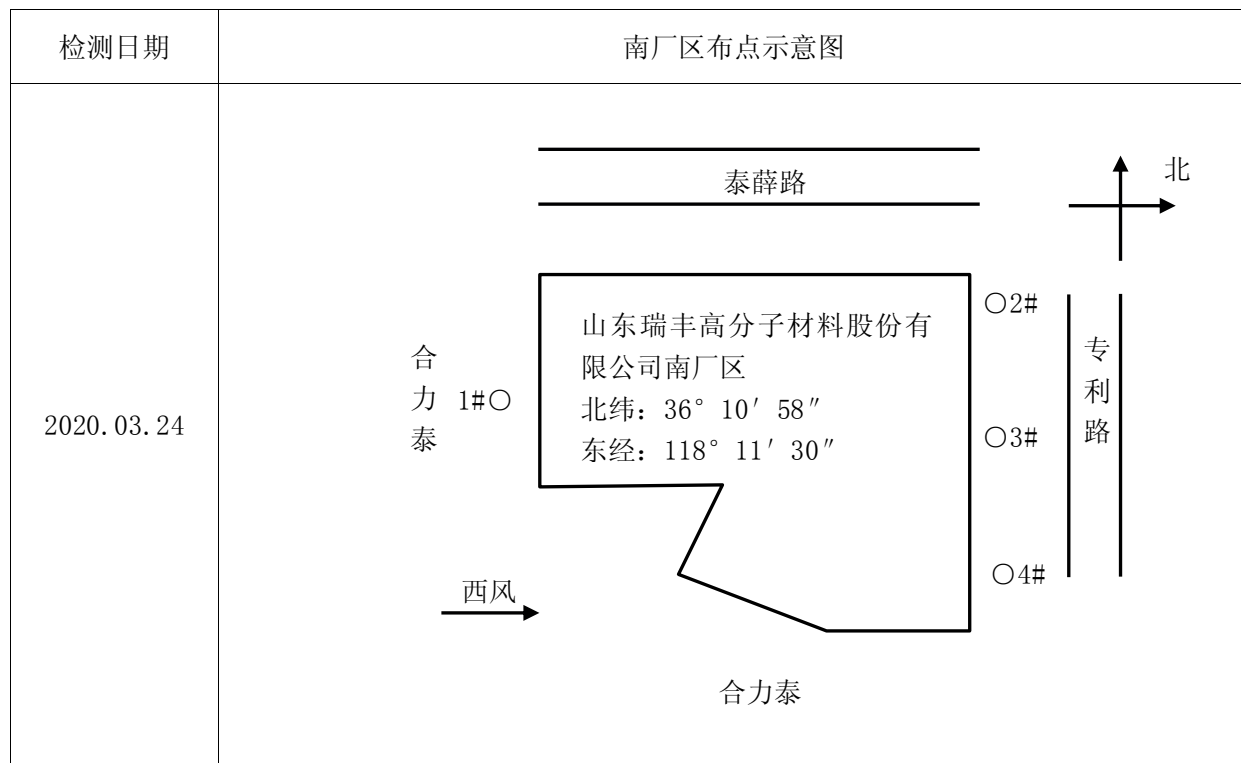 检测日期
南厂区布点示意图
2020.03.24
泰薛路
北
山东瑞丰高分子材料股份有
限公司南厂区
北纬：36° 10′ 58″
东经：118° 11′ 30″
合力泰
1#○
○2#
○3#
○4#
专利路
西风
合力泰